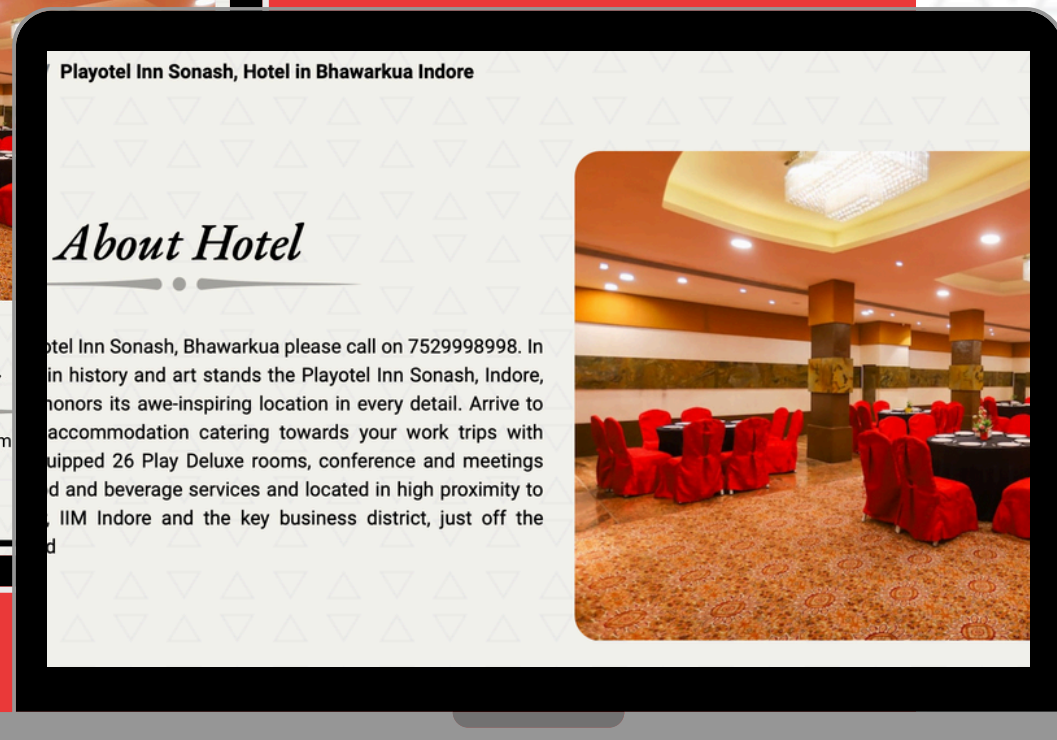 / Playotel Inn Sonash, Hotel in Bhawarkua Indore
About Hotel
otel Inn Sonash, Bhawarkua please call on 7529998998. In
in history and art stands the Playotel Inn Sonash, Indore,
honors its awe-inspiring location in every detail. Arrive to
accommodation catering towards your work trips with
uipped 26 Play Deluxe rooms, conference and meetings
d and beverage services and located in high proximity to
, IIM Indore and the key business district, just off the
d
m